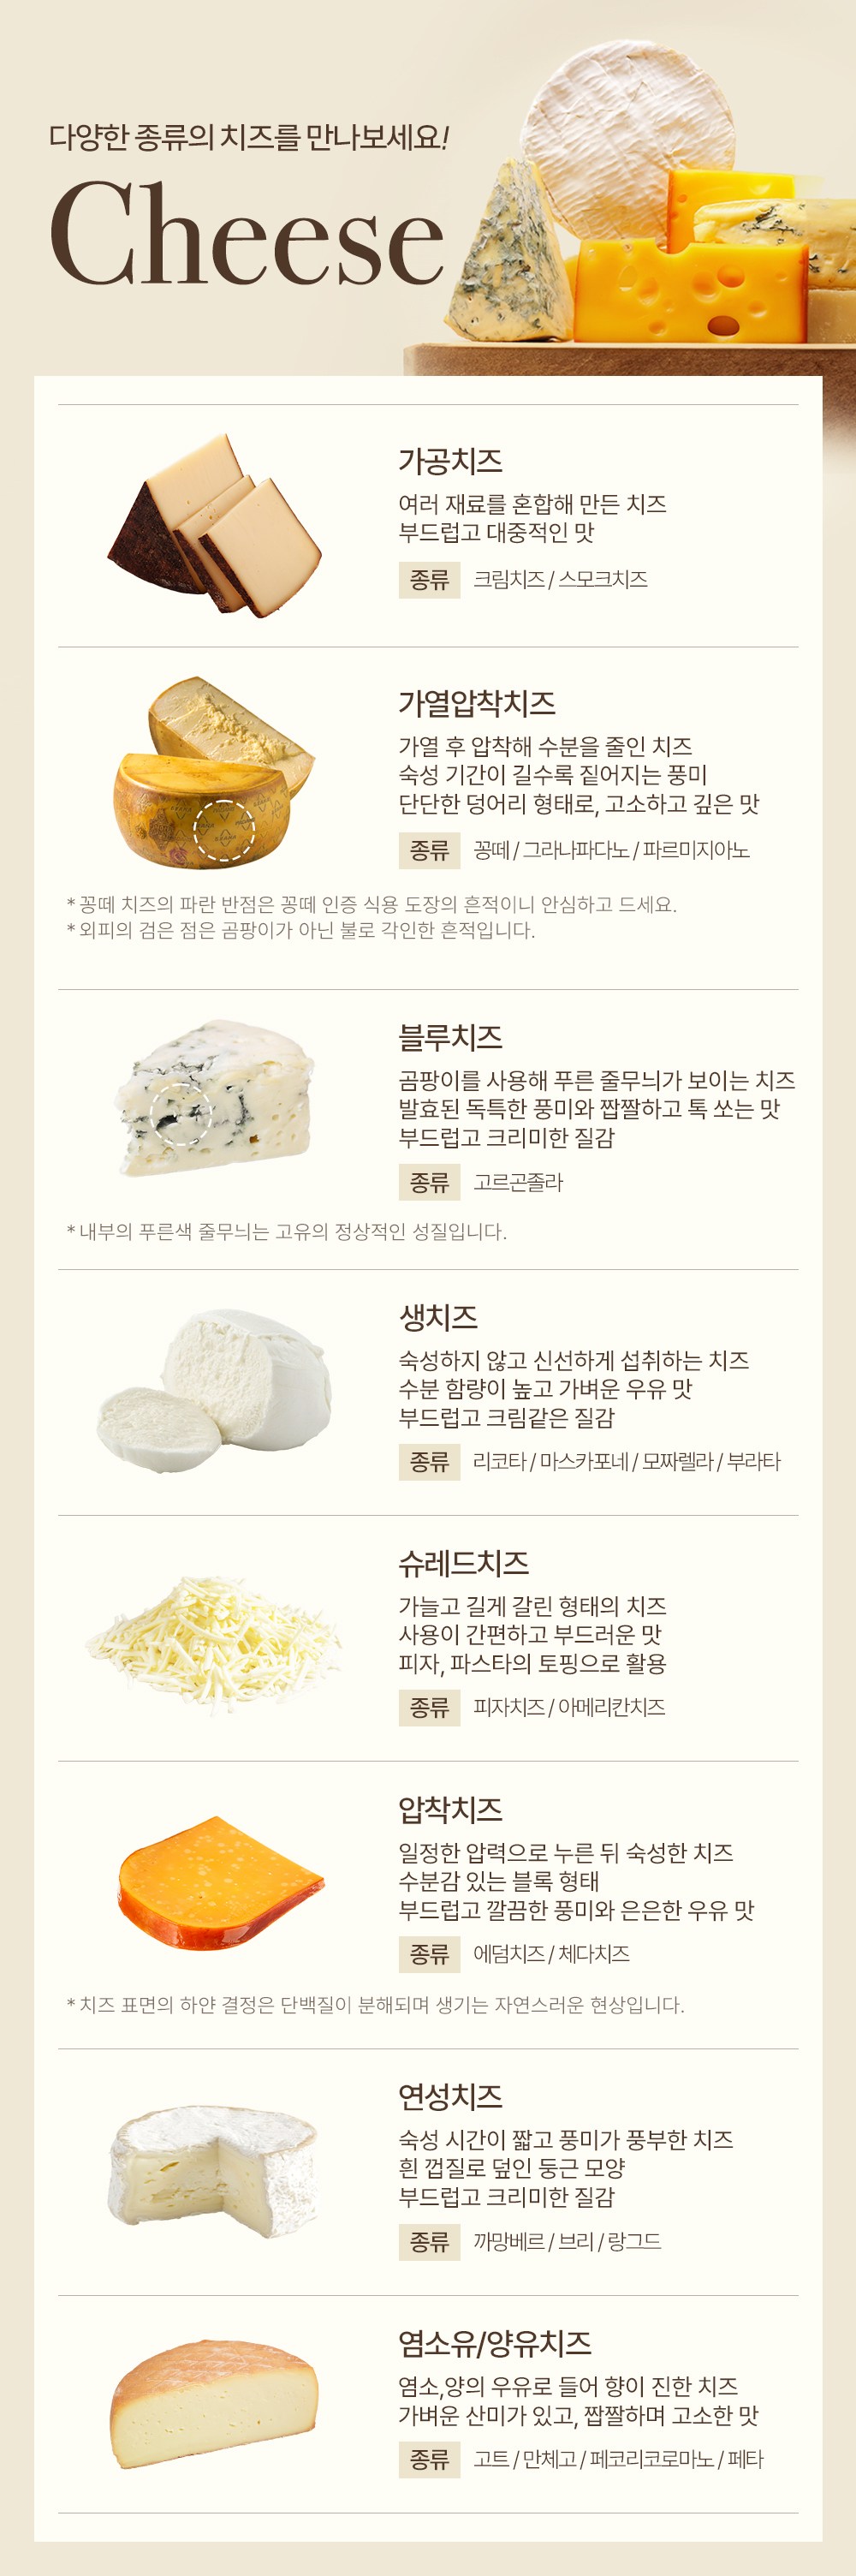 다양한 종류의 치즈를 만나보세요!
Cheese
가공치즈
여러 재료를 혼합해 만든 치즈
부드럽고 대중적인 맛
종류 크림치즈 / 스모크치즈
가열압착치즈
가열 후 압착해 수분을 줄인 치즈
숙성 기간이 길수록 짙어지는 풍미
단단한 덩어리 형태로, 고소하고 깊은 맛
종류 꽁떼 / 그라나파다노 / 파르미지아노
* 꽁떼 치즈의 파란 반점은 꽁떼 인증 식용 도장의 흔적이니 안심하고 드세요.
* 외피의 검은 점은 곰팡이가 아닌 불로 각인한 흔적입니다.
블루치즈
곰팡이를 사용해 푸른 줄무늬가 보이는 치즈
발효된 독특한 풍미와 짭짤하고 톡 쏘는 맛
부드럽고 크리미한 질감
종류 고르곤졸라
* 내부의 푸른색 줄무늬는 고유의 정상적인 성질입니다.
생치즈
숙성하지 않고 신선하게 섭취하는 치즈
수분 함량이 높고 가벼운 우유 맛
부드럽고 크림같은 질감
종류 리코타 / 마스카포네 / 모짜렐라 / 부라타
슈레드치즈
가늘고 길게 갈린 형태의 치즈
사용이 간편하고 부드러운 맛
피자, 파스타의 토핑으로 활용
종류 피자치즈 / 아메리칸치즈
압착치즈
일정한 압력으로 누른 뒤 숙성한 치즈
수분감 있는 블록 형태
부드럽고 깔끔한 풍미와 은은한 우유 맛
종류 에덤치즈 / 체다치즈
* 치즈 표면의 하얀 결정은 단백질이 분해되며 생기는 자연스러운 현상입니다.
연성치즈
숙성 시간이 짧고 풍미가 풍부한 치즈
흰 껍질로 덮인 둥근 모양
부드럽고 크리미한 질감
종류 까망베르 / 브리 / 랑그드
염소유/양유치즈
염소,양의 우유로 들어 향이 진한 치즈
가벼운 산미가 있고, 짭짤하며 고소한 맛
종류 고트 / 만체고 / 페코리코로마노 / 페타